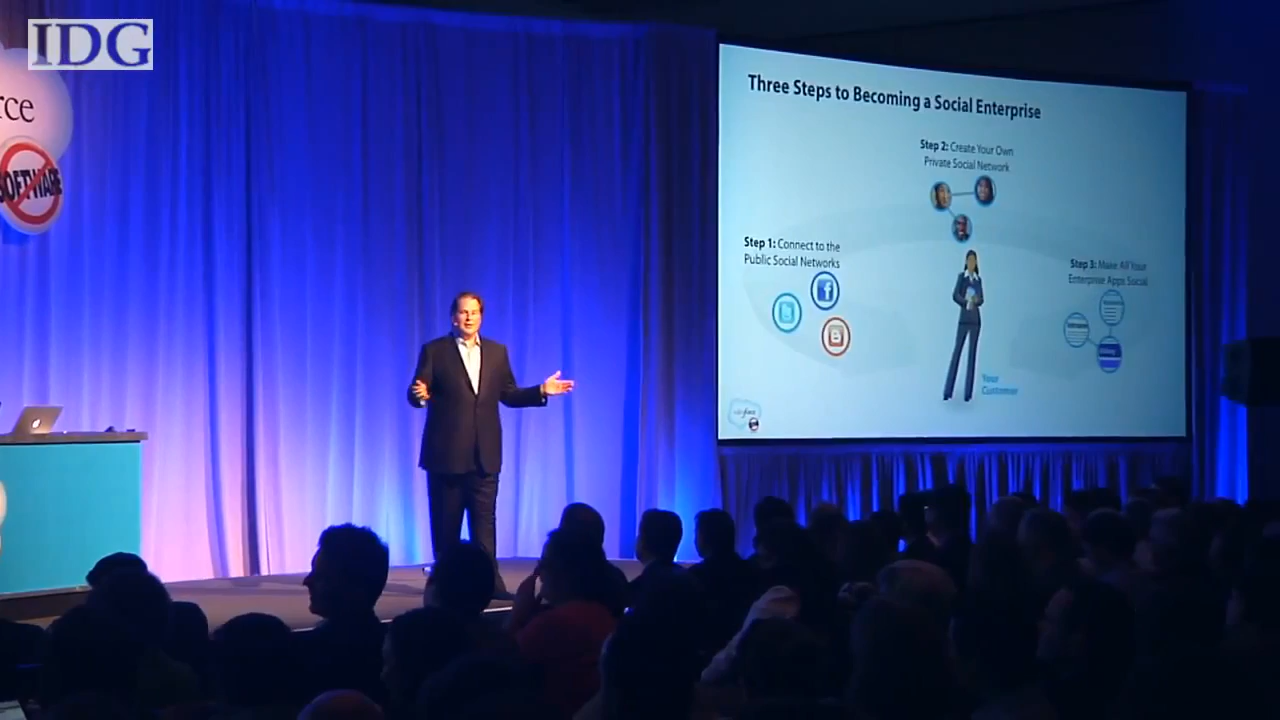 IDG
rce
SOFTWARE
Three Steps to Becoming a Social Enterprise
Step 2: Create Your Own
Private Social Network
Step 1: Connect to the
Public Social Networks
Step 3: Make All Your
Enterprise Apps Social
Your
Customer